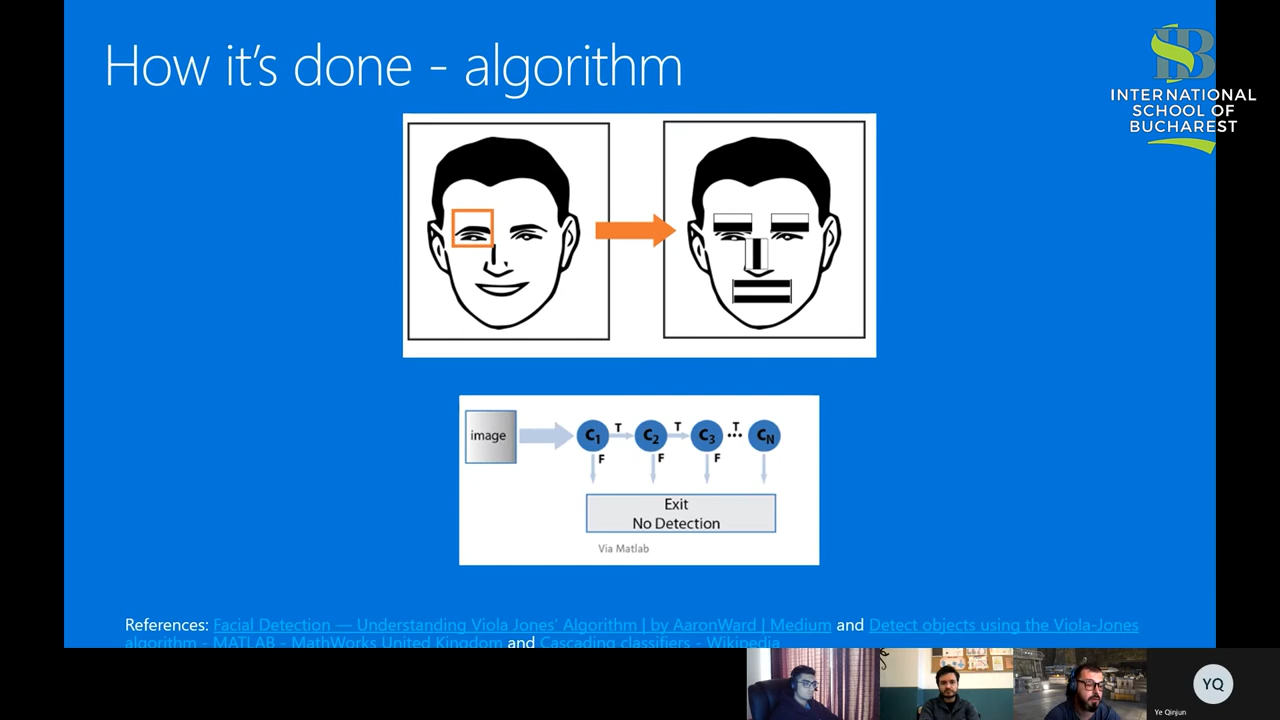 How it's done - algorithm
INTERNATIONAL
SCHOOL OF
BUCHAREST
image
C1
T
C2
T
C3
T
...
CN
F
F
F
Exit
No Detection
Via Matlab
References: Facial Detection — Understanding Viola Jones' Algorithm | by AaronWard | Medium and Detect objects using the Viola-Jones
algorithm - MATLAB - MathWorks United Kingdom and Cascading classifiers - Wikipedia
YQ
Ye Qinjun